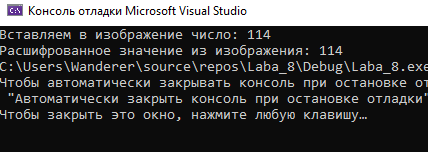 Консоль отладки Microsoft Visual Studio
Вставляем в изображение число: 114
Расшифрованное значение из изображения: 114
C:\Users\Wanderer\source\repos\Laba_8\Debug\Laba_8.exe
Чтобы автоматически закрывать консоль при остановке от
"Автоматически закрыть консоль при остановке отладки"
Чтобы закрыть это окно, нажмите любую клавишу…